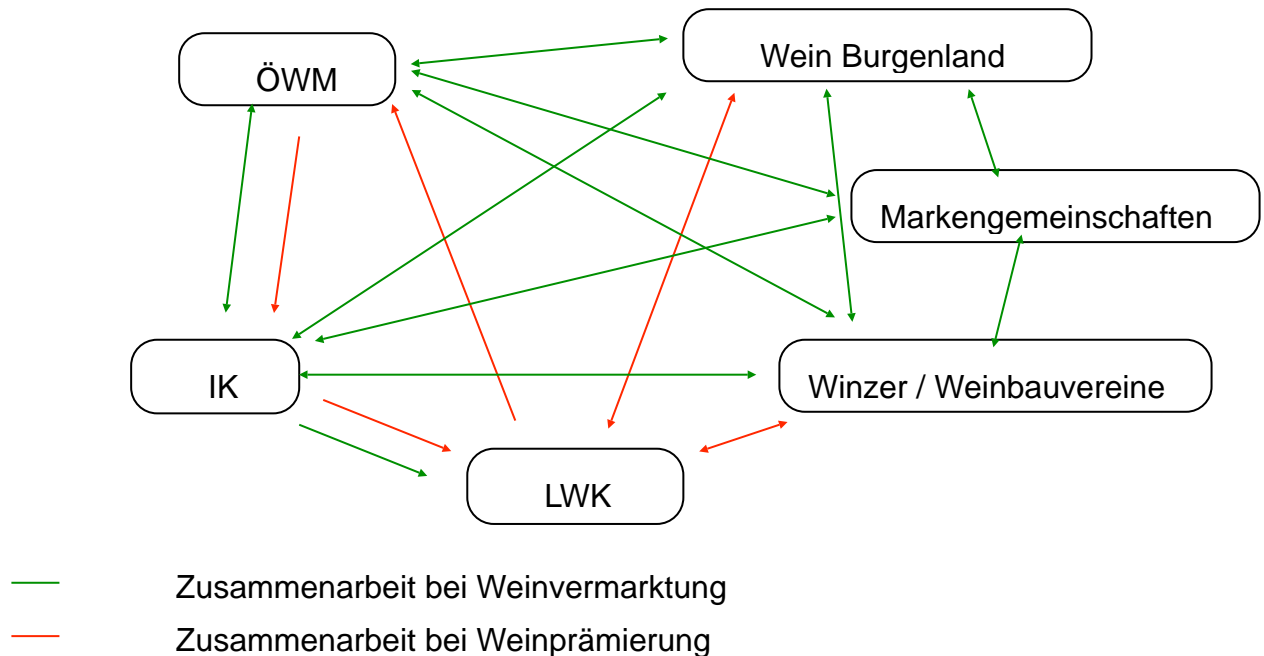 ÖWM
Wein Burgenland
Markengemeinschaften
IK
Winzer / Weinbauvereine
LWK
Zusammenarbeit bei Weinvermarktung
Zusammenarbeit bei Weinprämierung